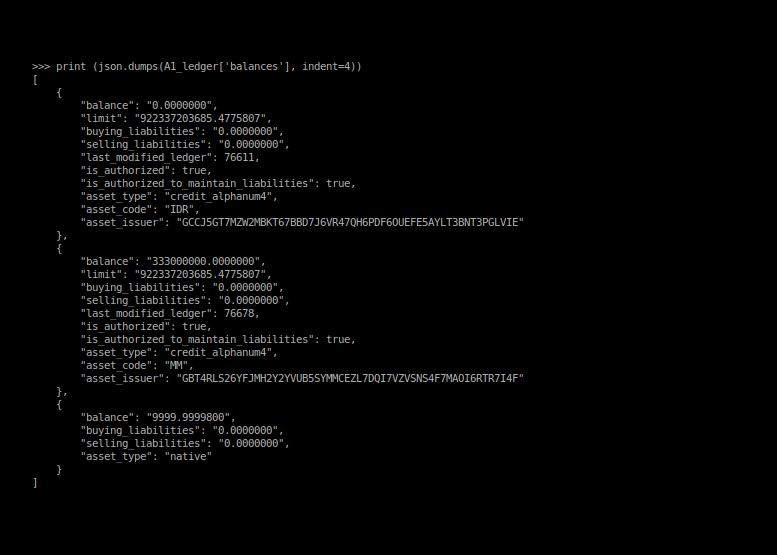 >>> print (json.dumps(A1_ledger['balances'], indent=4))
[
    {
        "balance": "0.0000000",
        "limit": "922337203685.4775807",
        "buying_liabilities": "0.0000000",
        "selling_liabilities": "0.0000000",
        "last_modified_ledger": 76611,
        "is_authorized": true,
        "is_authorized_to_maintain_liabilities": true,
        "asset_type": "credit_alphanum4",
        "asset_code": "IDR",
        "asset_issuer": "GCCJ5GT7MZW2MBKT67BBD7J6VR47QH6PDF6OUEFE5AYLT3BNT3PGLVIE"
    },
    {
        "balance": "333000000.0000000",
        "limit": "922337203685.4775807",
        "buying_liabilities": "0.0000000",
        "selling_liabilities": "0.0000000",
        "last_modified_ledger": 76678,
        "is_authorized": true,
        "is_authorized_to_maintain_liabilities": true,
        "asset_type": "credit_alphanum4",
        "asset_code": "MM",
        "asset_issuer": "GBT4RLS26YFJMH2Y2YVUB5SYMMCEZL7DQI7VZVSNS4F7MAOI6RTR7I4F"
    },
    {
        "balance": "9999.9999800",
        "buying_liabilities": "0.0000000",
        "selling_liabilities": "0.0000000",
        "asset_type": "native"
    }
]